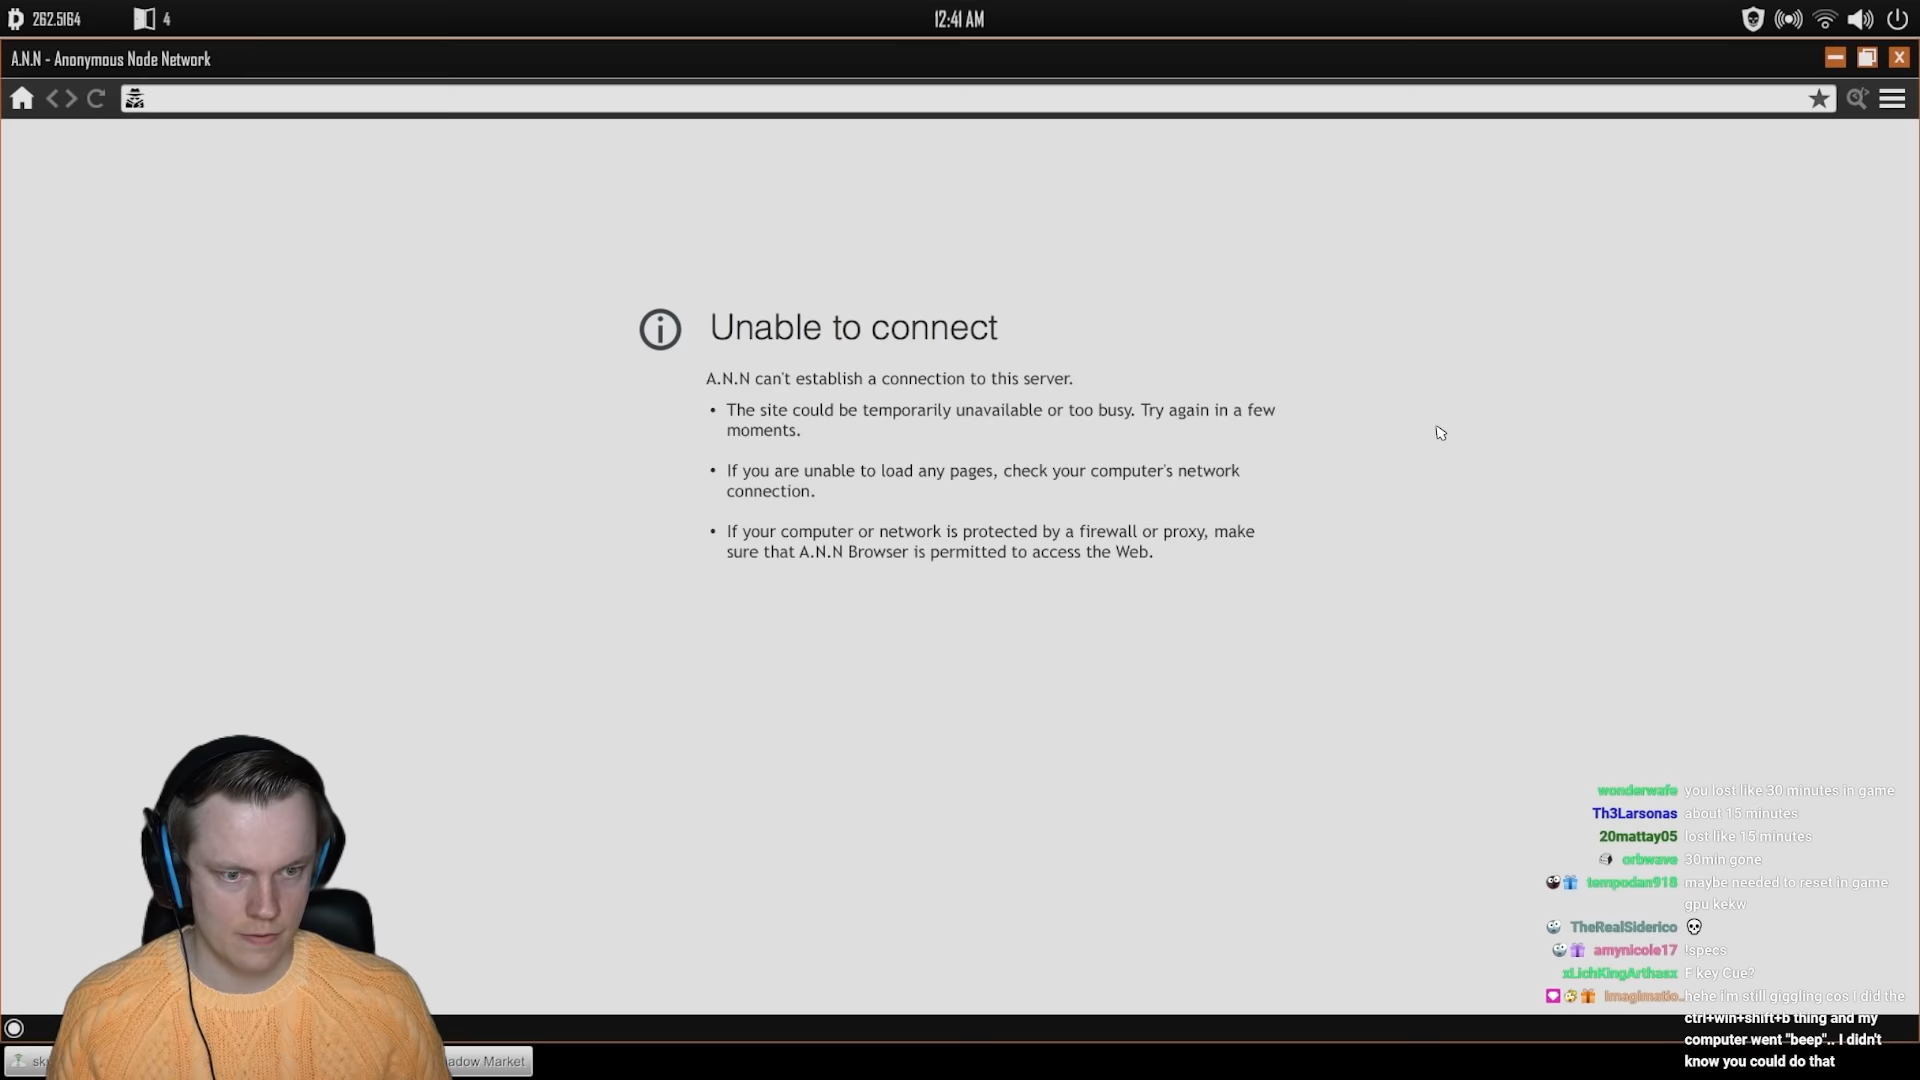 262.5164
4
12:41 AM
A.N.N - Anonymous Node Network
X
Unable to connect
A.N.N can't establish a connection to this server.
• The site could be temporarily unavailable or too busy. Try again in a few
moments.
• If you are unable to load any pages, check your computer's network
connection.
• If your computer or network is protected by a firewall or proxy, make
sure that A.N.N Browser is permitted to access the Web.
wonderwafe you lost like 30 minutes in game
Th3Larsonas about 15 minutes
20mattay05 lost like 15 minutes
orbwave 30min gone
tempodan918 maybe needed to reset in game
gpu kekw
TheRealSiderico
amynicole17 !specs
xLichKingArthasx F key Cue?
Imagimatio.. hehe i'm still giggling cos I did the
ctrl+win+shift+b thing and my
computer went "beep".. I didn't
know you could do that
sk
adow Market